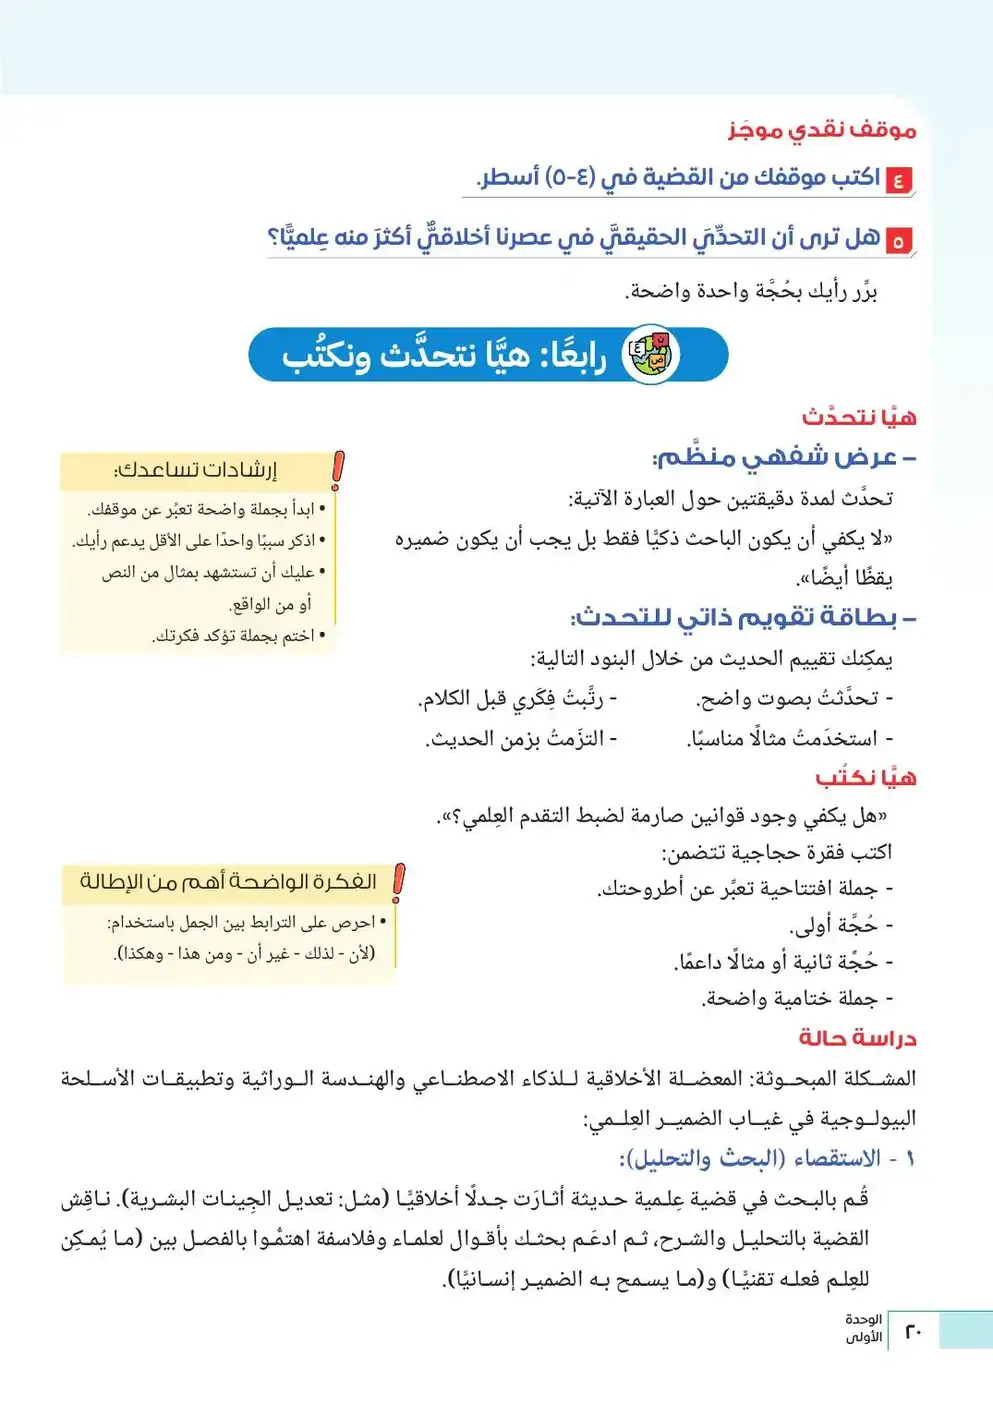 موقف نقدي موجَز
٤ اكتب موقفك من القضية في (٤-٥) أسطر.
٥ هل ترى أن التحدِّيَ الحقيقيَّ في عصرنا أخلاقيٌّ أكثرَ منه عِلميًّا؟
برِّر رأيك بحُجَّة واحدة واضحة.
رابعًا: هيَّا نتحدَّث ونكتُب
هيَّا نتحدَّث
– عرض شفهي منظَّم:
تحدَّث لمدة دقيقتين حول العبارة الآتية:
«لا يكفي أن يكون الباحث ذكيًّا فقط بل يجب أن يكون ضميره
يقظًا أيضًا».
إرشادات تساعدك:
• ابدأ بجملة واضحة تعبِّر عن موقفك.
• اذكر سببًا واحدًا على الأقل يدعم رأيك.
• عليك أن تستشهد بمثال من النص
أو من الواقع.
• اختم بجملة تؤكد فكرتك.
– بطاقة تقويم ذاتي للتحدث:
يمكِنك تقييم الحديث من خلال البنود التالية:
- تحدَّثتُ بصوت واضح. - رتَّبتُ فِكَري قبل الكلام.
- استخدَمتُ مثالًا مناسبًا. - التزَمتُ بزمن الحديث.
هيَّا نكتُب
«هل يكفي وجود قوانين صارمة لضبط التقدم العِلمي؟».
اكتب فقرة حجاجية تتضمن:
- جملة افتتاحية تعبِّر عن أطروحتك.
- حُجَّة أولى.
- حُجَّة ثانية أو مثالًا داعمًا.
- جملة ختامية واضحة.
الفكرة الواضحة أهم من الإطالة
• احرص على الترابط بين الجمل باستخدام:
(لأن - لذلك - غير أن - ومن هذا - وهكذا).
دراسة حالة
المشكلة المبحوثة: المعضلة الأخلاقية للذكاء الاصطناعي والهندسة الوراثية وتطبيقات الأسلحة
البيولوجية في غياب الضمير العِلمي:
١ - الاستقصاء (البحث والتحليل):
قُم بالبحث في قضية عِلمية حديثة أثارَت جدلًا أخلاقيًّا (مثل: تعديل الجِينات البشرية). ناقِش
القضية بالتحليل والشرح، ثم ادعَم بحثك بأقوال لعلماء وفلاسفة اهتمُّوا بالفصل بين (ما يُمكِن
للعِلم فعله تقنيًّا) و(ما يسمح به الضمير إنسانيًّا).
الوحدة
الأولى
٢٠